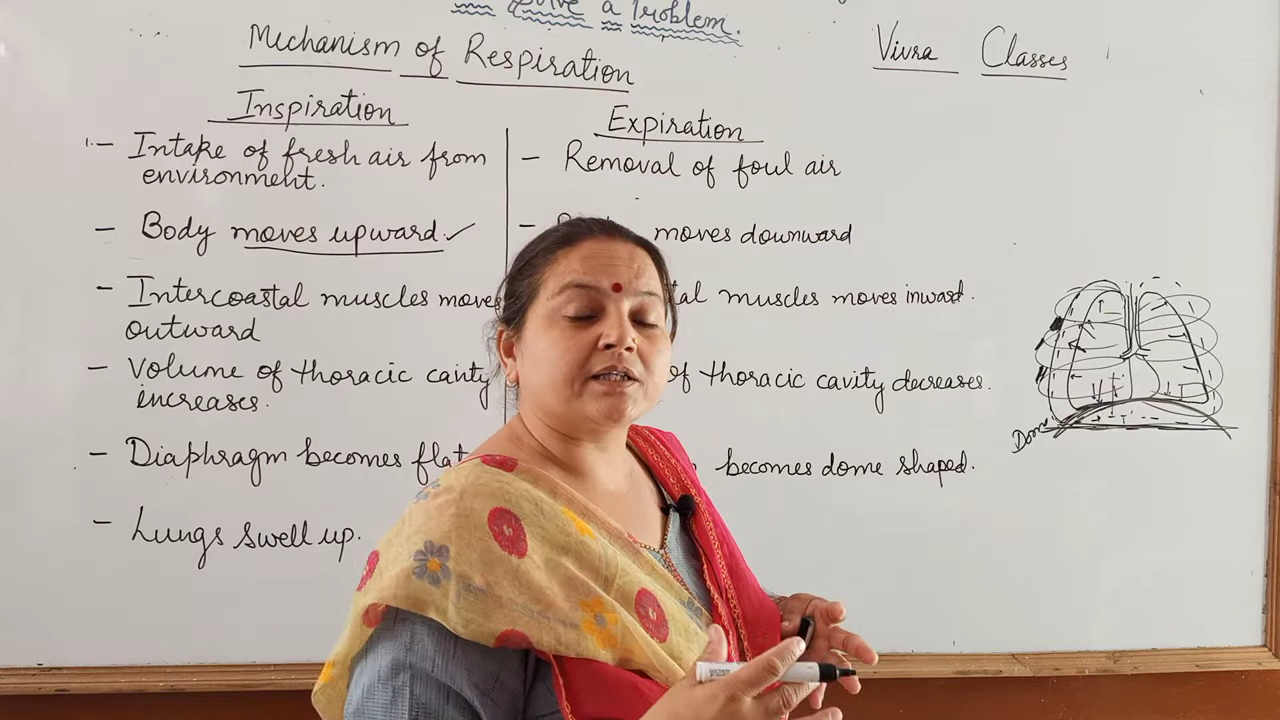 a Problem.
Mechanism of Respiration
Vivra Classes
Inspiration
Expiration
1. - Intake of fresh air from
environment.
- Removal of foul air
- Body moves upward. ✓
- moves downward
- Intercoastal muscles moves
outward
muscles moves inward.
- Volume of thoracic cavity
increases.
of thoracic cavity decreases.
- Diaphragm becomes
becomes dome shaped.
- Lungs swell up.
Dome